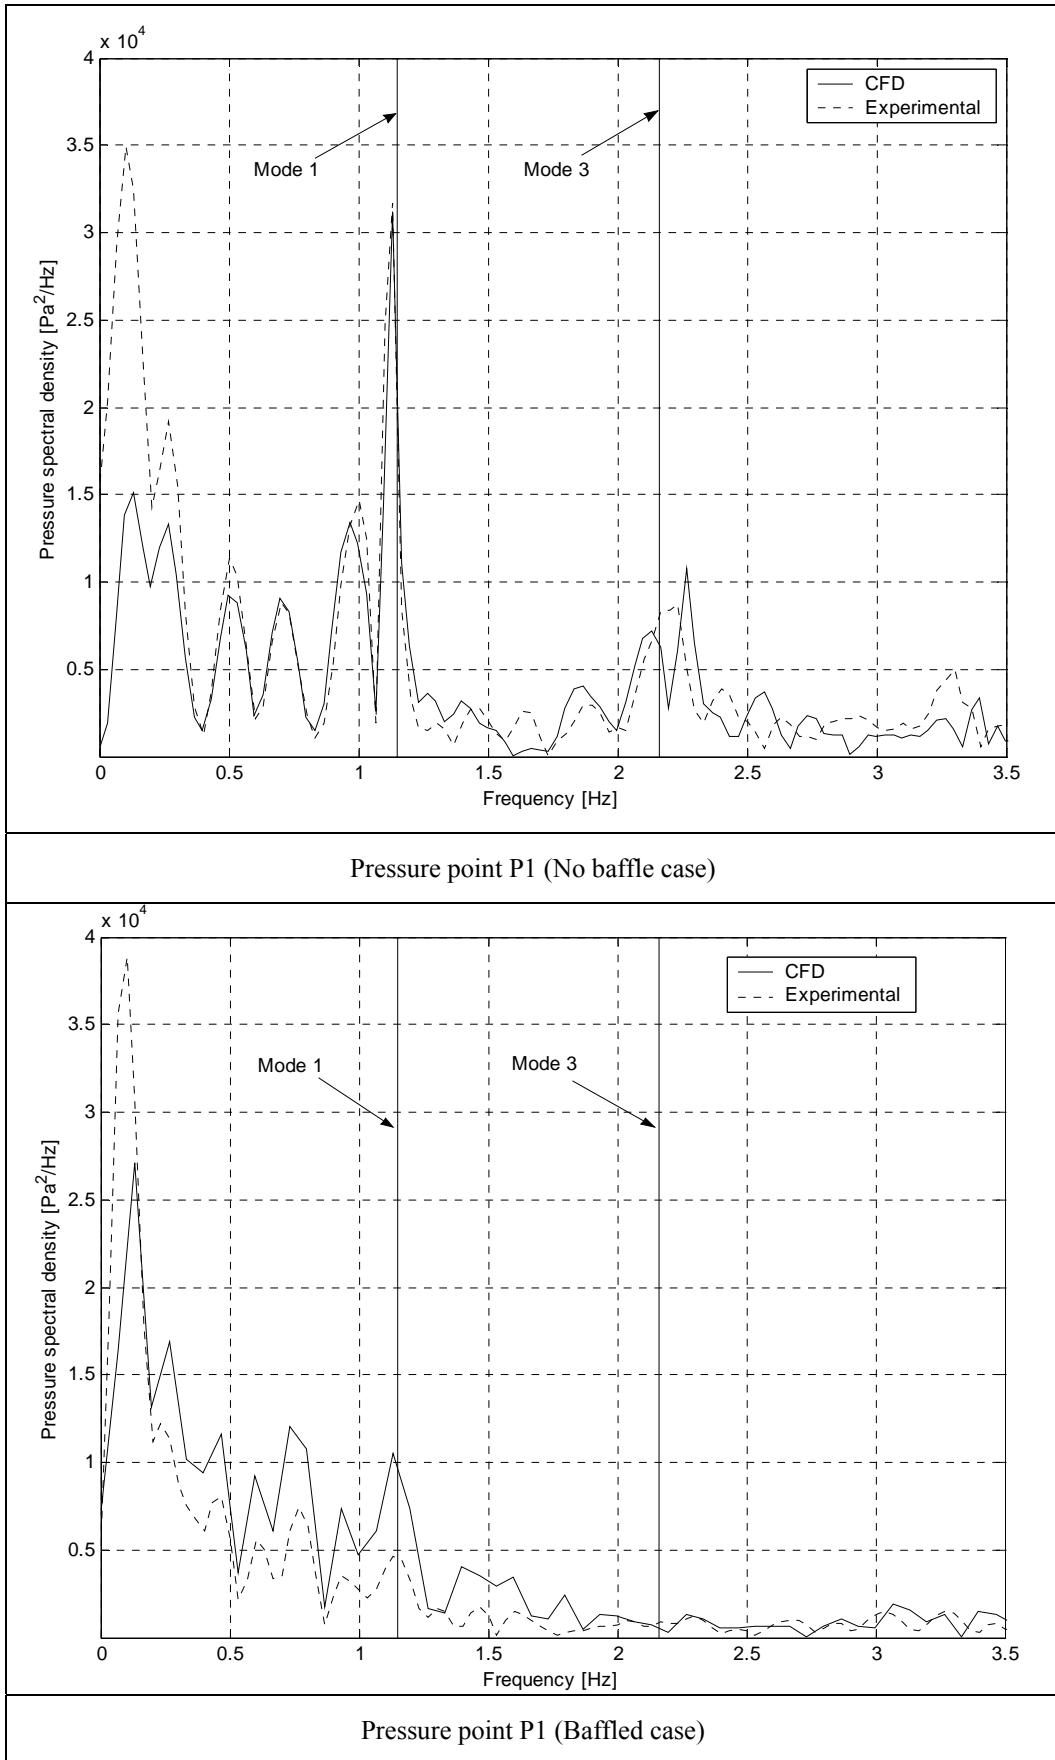 x 10^4
4
3.5
3
2.5
2
1.5
1
0.5
0 0.5 1 1.5 2 2.5 3 3.5
Pressure spectral density [Pa^2/Hz]
Frequency [Hz]
CFD
Experimental
Mode 1
Mode 3
Pressure point P1 (No baffle case)
x 10^4
4
3.5
3
2.5
2
1.5
1
0.5
0 0.5 1 1.5 2 2.5 3 3.5
Pressure spectral density [Pa^2/Hz]
Frequency [Hz]
CFD
Experimental
Mode 1
Mode 3
Pressure point P1 (Baffled case)